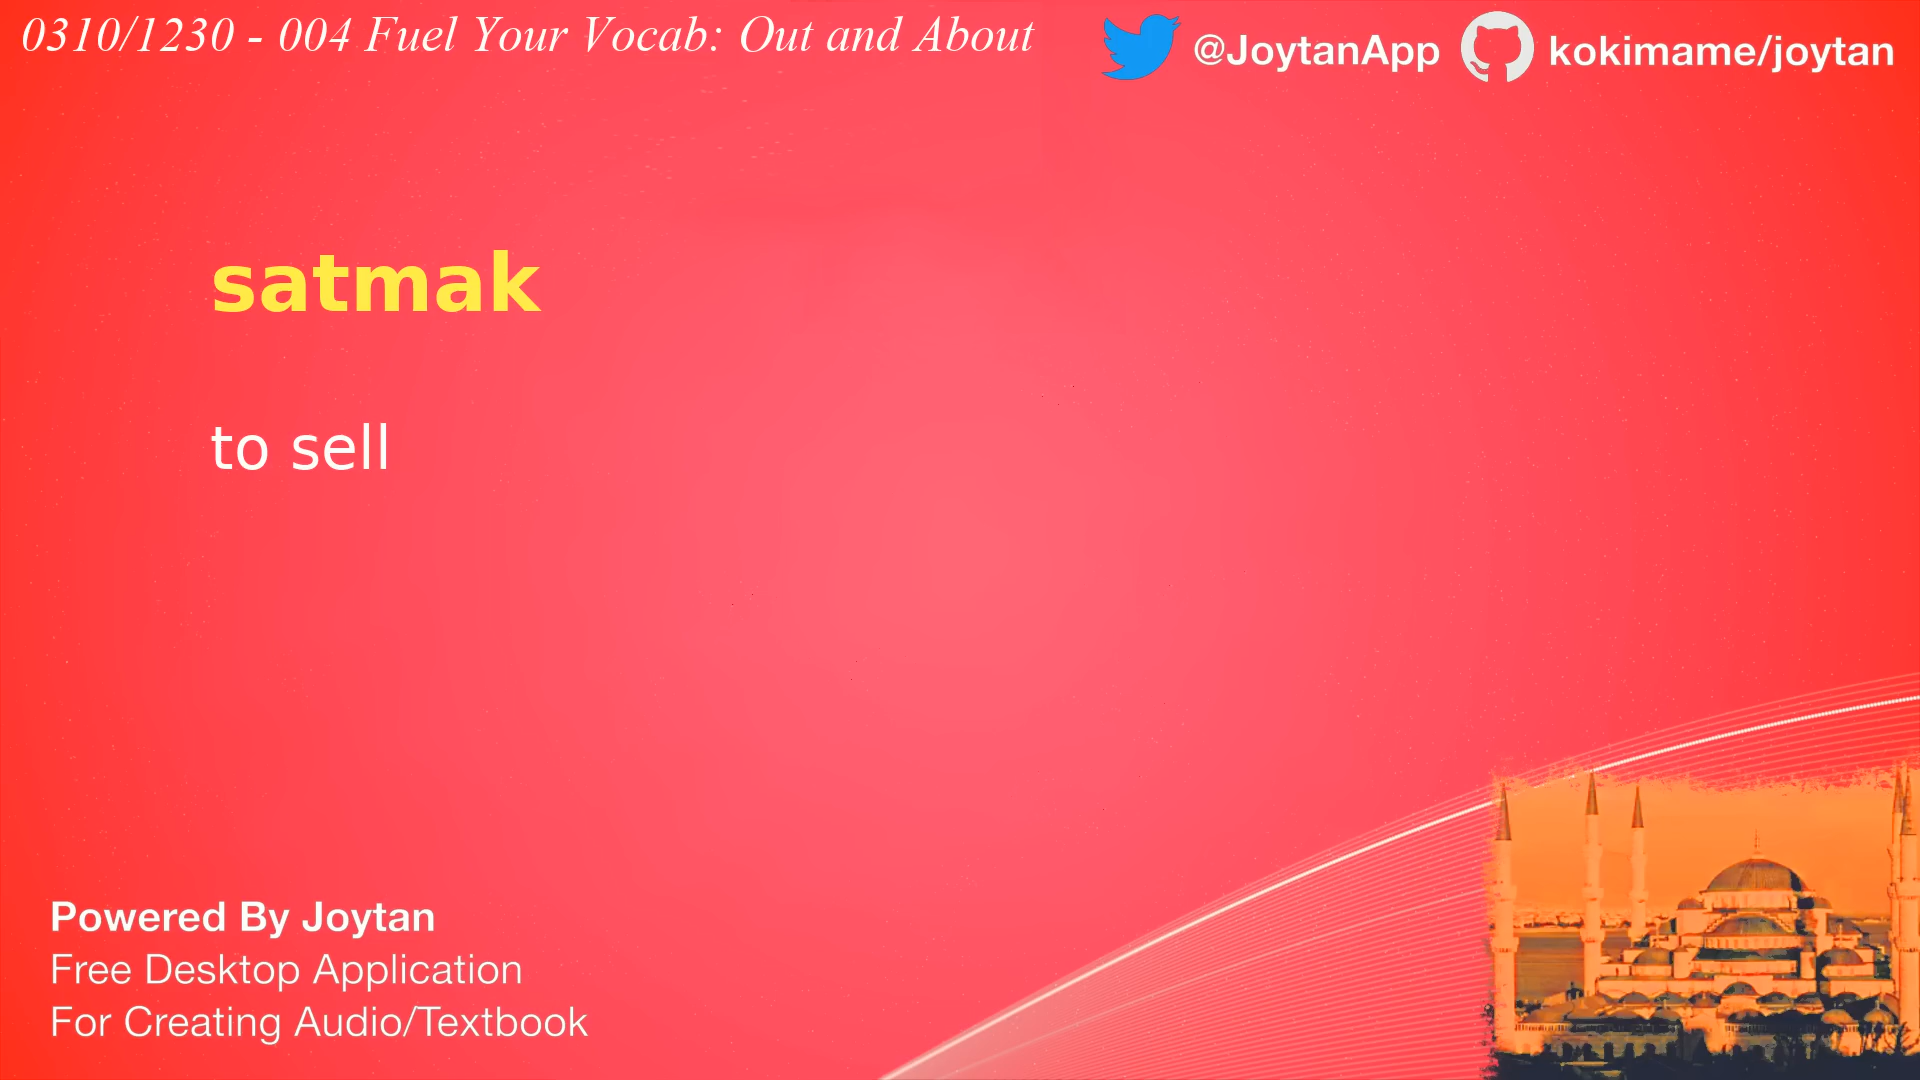 0310/1230 - 004 Fuel Your Vocab: Out and About
@JoytanApp
kokimame/joytan
satmak
to sell
Powered By Joytan
Free Desktop Application
For Creating Audio/Textbook